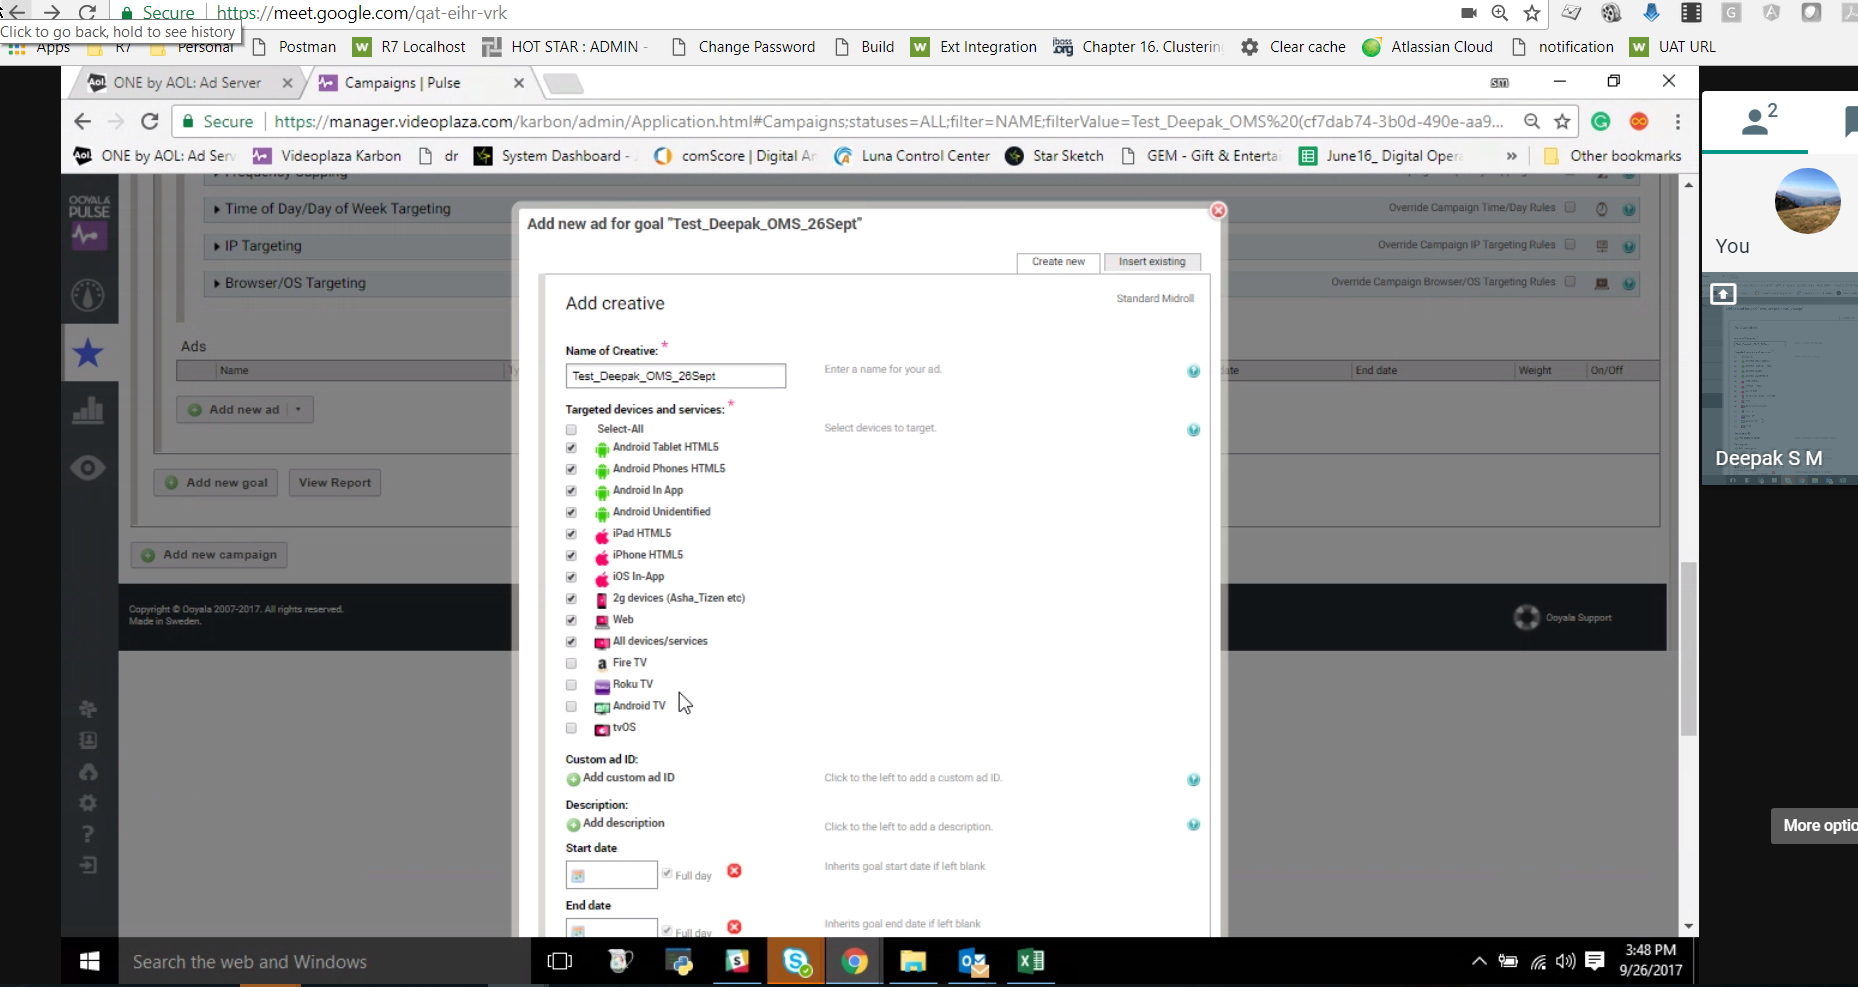 Secure https://meet.google.com/qat-eihr-vrk
Click to go back, hold to see history
Apps R7 Personal Postman R7 Localhost HOT STAR : ADMIN - Change Password Build Ext Integration Chapter 16. Clustering Clear cache Atlassian Cloud notification UAT URL
ONE by AOL: Ad Server Campaigns | Pulse
Secure https://manager.videoplaza.com/karbon/admin/Application.html#Campaigns;statuses=ALL;filter=NAME;filterValue=Test_Deepak_OMS%20(cf7dab74-3b0d-490e-aa9...
ONE by AOL: Ad Serv Videoplaza Karbon dr System Dashboard - comScore | Digital An Luna Control Center Star Sketch GEM - Gift & Enterta June16_ Digital Oper » Other bookmarks
2
You
Deepak S M
More optio
OOYALA
PULSE
Frequency Capping
Time of Day/Day of Week Targeting
Override Campaign Time/Day Rules
IP Targeting
Override Campaign IP Targeting Rules
Browser/OS Targeting
Override Campaign Browser/OS Targeting Rules
Ads
Name Ty ate End date Weight On/Off
Add new ad
Add new goal View Report
Add new campaign
Copyright © Ooyala 2007-2017. All rights reserved.
Made in Sweden.
Ooyala Support
Add new ad for goal "Test_Deepak_OMS_26Sept"
Create new Insert existing
Add creative
Standard Midroll
Name of Creative: *
Test_Deepak_OMS_26Sept
Enter a name for your ad.
Targeted devices and services: *
Select-All
Select devices to target.
Android Tablet HTML5
Android Phones HTML5
Android In App
Android Unidentified
iPad HTML5
iPhone HTML5
iOS In-App
2g devices (Asha_Tizen etc)
Web
All devices/services
Fire TV
Roku TV
Android TV
tvOS
Custom ad ID:
Add custom ad ID
Click to the left to add a custom ad ID.
Description:
Add description
Click to the left to add a description.
Start date
Full day
Inherits goal start date if left blank
End date
Full day
Inherits goal end date if left blank
Search the web and Windows
3:48 PM
9/26/2017